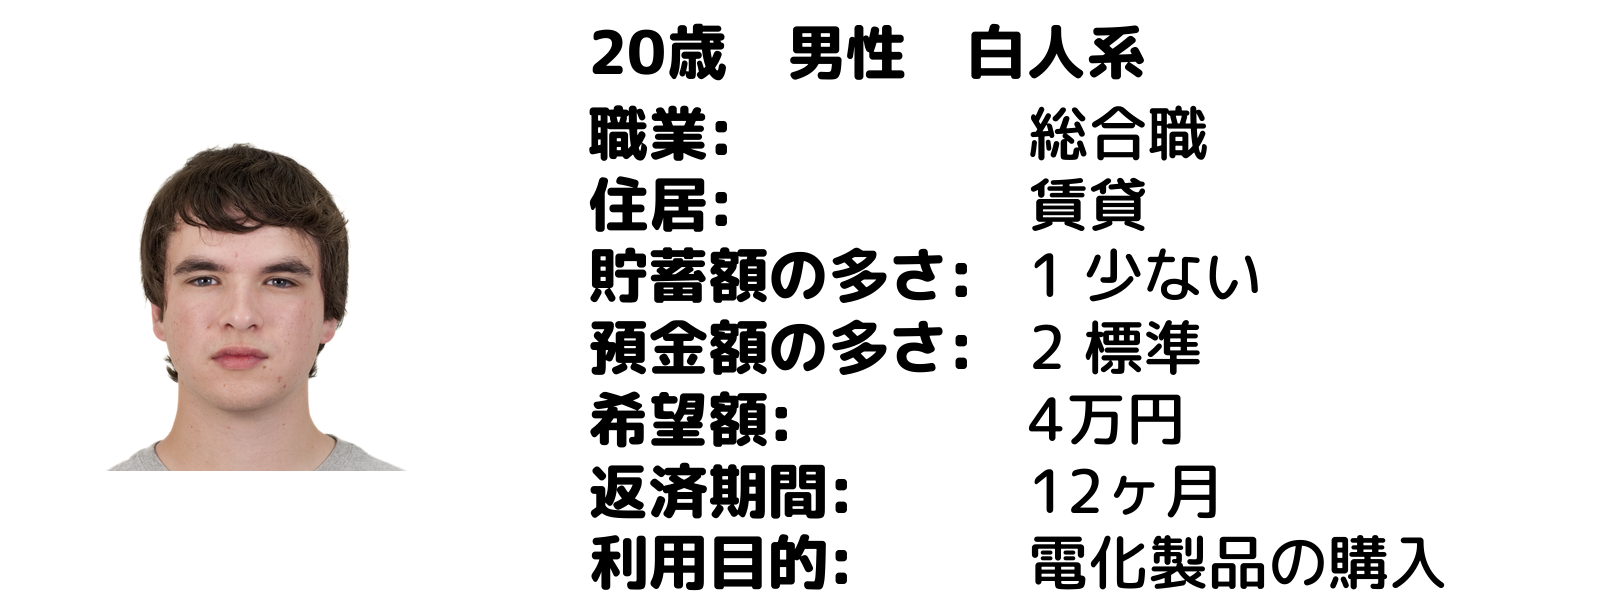 20歳　男性　白人系
職業:　総合職
住居:　賃貸
貯蓄額の多さ:　1 少ない
預金額の多さ:　2 標準
希望額:　4万円
返済期間:　12ヶ月
利用目的:　電化製品の購入